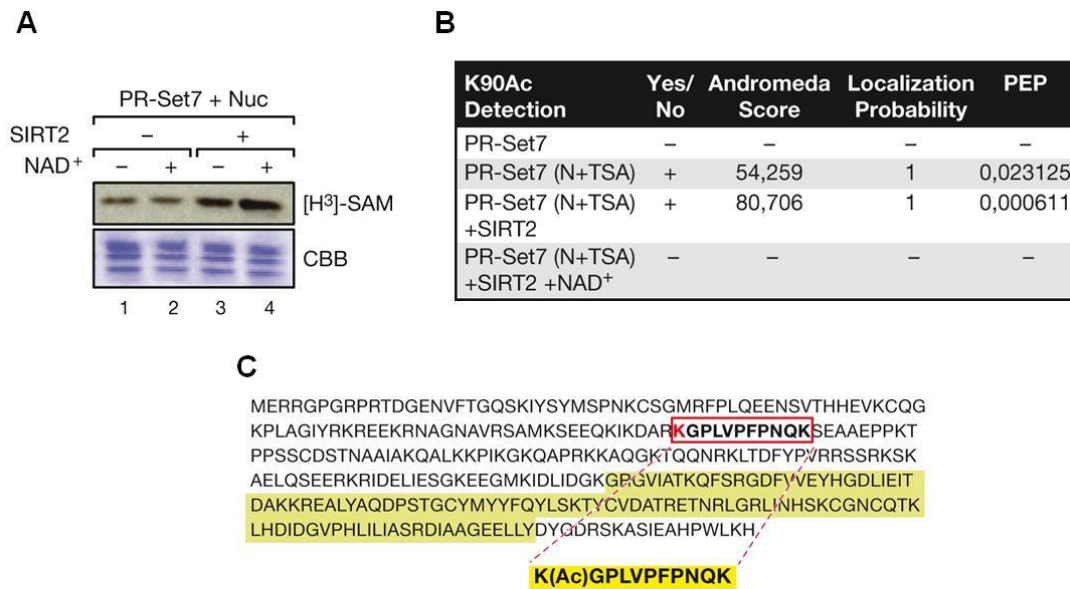 A
PR-Set7 + Nuc
SIRT2 − +
NAD+ − + − +
[H³]-SAM
CBB
1 2 3 4
B
K90Ac Detection Yes/No Andromeda Score Localization Probability PEP
PR-Set7 – – – –
PR-Set7 (N+TSA) + 54,259 1 0,023125
PR-Set7 (N+TSA) +SIRT2 + 80,706 1 0,000611
PR-Set7 (N+TSA) +SIRT2 +NAD+ – – – –
C
MERRGPGRPRTDGENVFTGQSKIYSYMSPNKCSGMRFPLQEENSVTHHEVKCQG
KPLAGIYRKREEKRNAGNAVRSAMKSEEQKIKDARKGPLVPFPNQKSEAAEPPKT
PPSSCDSTNAAIAKQALKKPIKGKQAPRKKAQGKTQQNRKLTDFYPVRRSSRKSK
AELQSEERKRIDELIESGKEEGMKIDLIDGKGRGVIATKQFSRGDFVVEYHGDLIEIT
DAKKREALYAQDPSTGCYMYYFQYLSKTYCVDATRETNRLGRLINHSKCGNCQTK
LHDIDGVPHLILIASRDIAAGEELLYDYGDRSKASIEAHPWLKH
K(Ac)GPLVPFPNQK